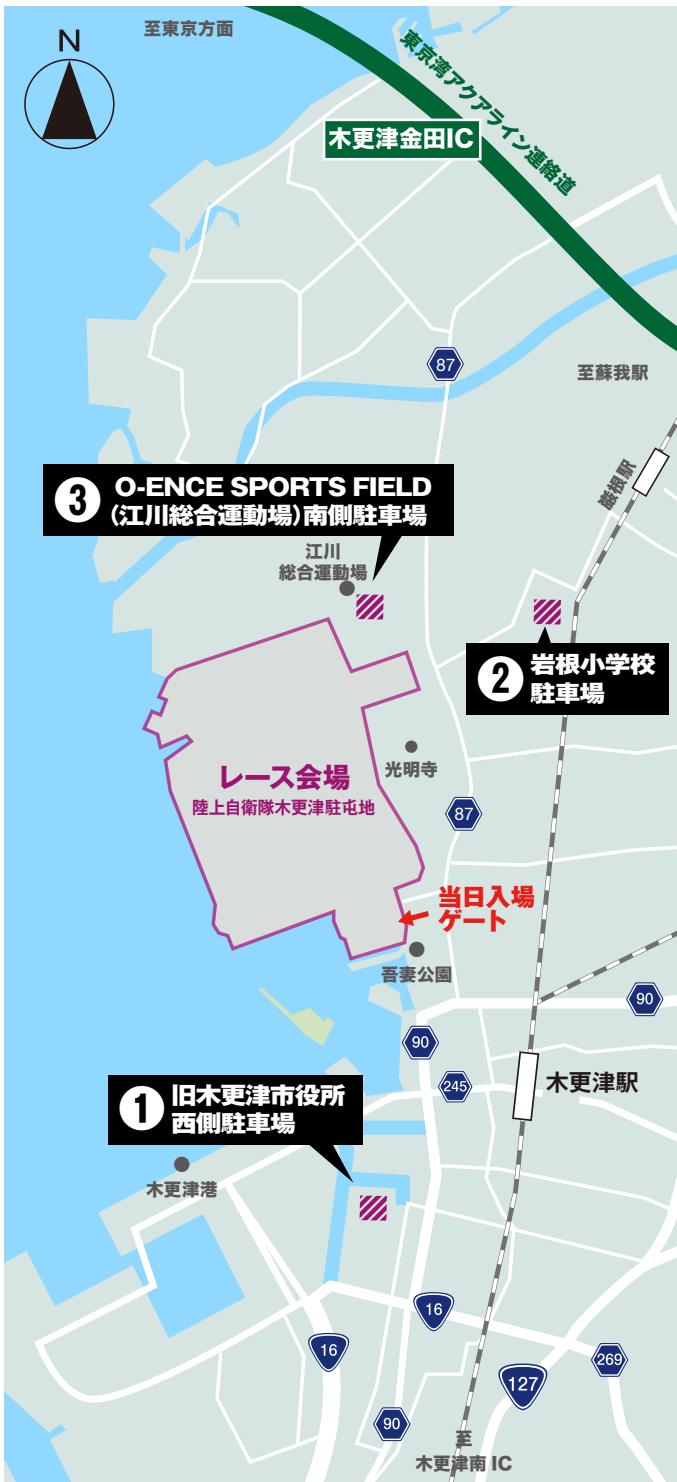 至東京方面
N
東京湾アクアライン連絡道
木更津金田IC
87
至蘇我駅
巌根駅
3
O-ENCE SPORTS FIELD
(江川総合運動場)南側駐車場
江川
総合運動場
2
岩根小学校
駐車場
光明寺
レース会場
陸上自衛隊木更津駐屯地
87
当日入場
ゲート
吾妻公園
90
90
245
木更津駅
1
旧木更津市役所
西側駐車場
木更津港
16
16
269
127
90
至
木更津南 IC